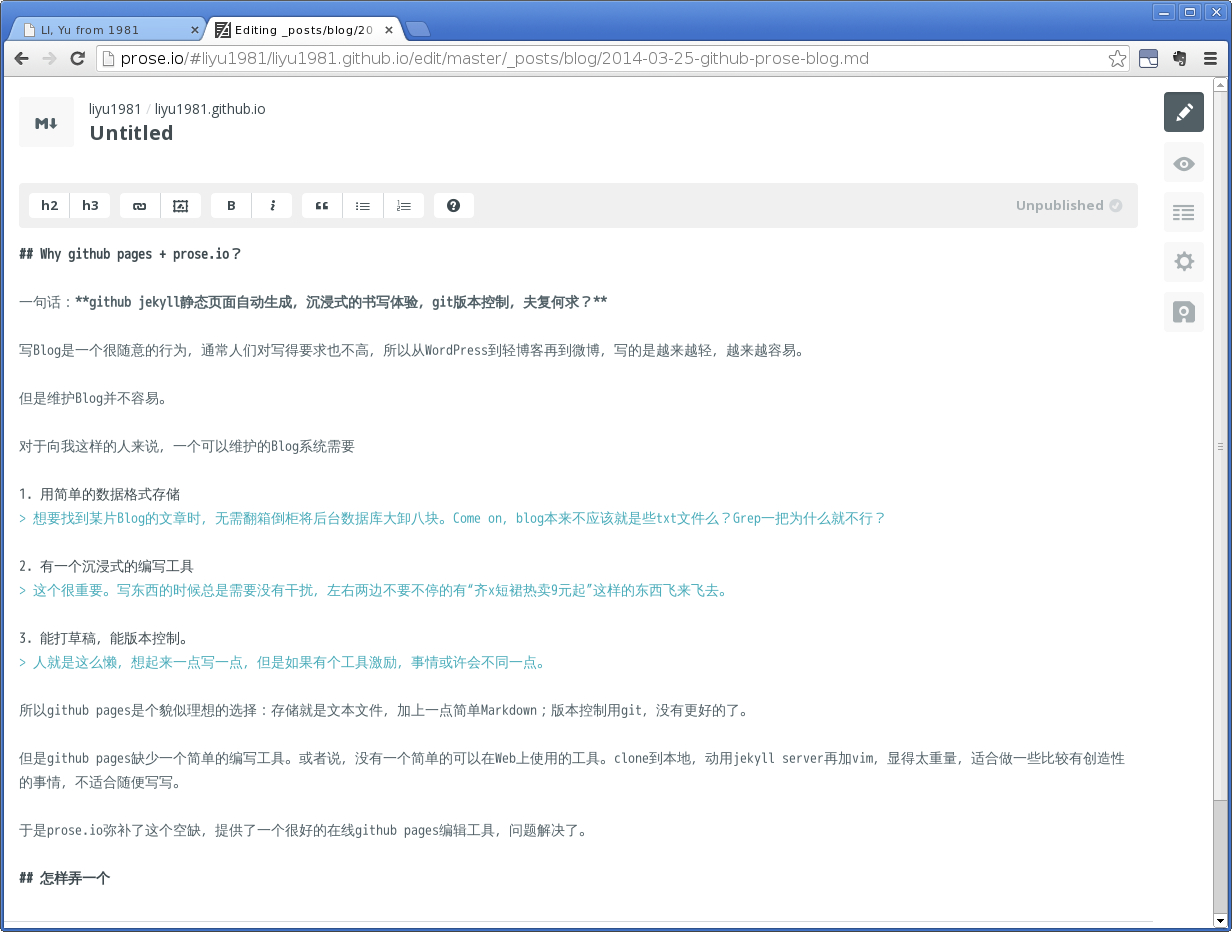 LI, Yu from 1981
Editing _posts/blog/20
prose.io/#liyu1981/liyu1981.github.io/edit/master/_posts/blog/2014-03-25-github-prose-blog.md
M↓
liyu1981 / liyu1981.github.io
Untitled
h2 h3 B i ?
Unpublished
## Why github pages + prose.io？
一句话：**github jekyll静态页面自动生成，沉浸式的书写体验，git版本控制，夫复何求？**
写Blog是一个很随意的行为，通常人们对写得要求也不高，所以从WordPress到轻博客再到微博，写的是越来越轻，越来越容易。
但是维护Blog并不容易。
对于向我这样的人来说，一个可以维护的Blog系统需要
1. 用简单的数据格式存储
> 想要找到某片Blog的文章时，无需翻箱倒柜将后台数据库大卸八块。Come on, blog本来不应该就是些txt文件么？Grep一把为什么就不行？
2. 有一个沉浸式的编写工具
> 这个很重要。写东西的时候总是需要没有干扰，左右两边不要不停的有“齐x短裙热卖9元起”这样的东西飞来飞去。
3. 能打草稿，能版本控制。
> 人就是这么懒，想起来一点写一点，但是如果有个工具激励，事情或许会不同一点。
所以github pages是个貌似理想的选择：存储就是文本文件，加上一点简单Markdown；版本控制用git，没有更好的了。
但是github pages缺少一个简单的编写工具。或者说，没有一个简单的可以在Web上使用的工具。clone到本地，动用jekyll server再加vim，显得太重量，适合做一些比较有创造性
的事情，不适合随便写写。
于是prose.io弥补了这个空缺，提供了一个很好的在线github pages编辑工具，问题解决了。
## 怎样弄一个